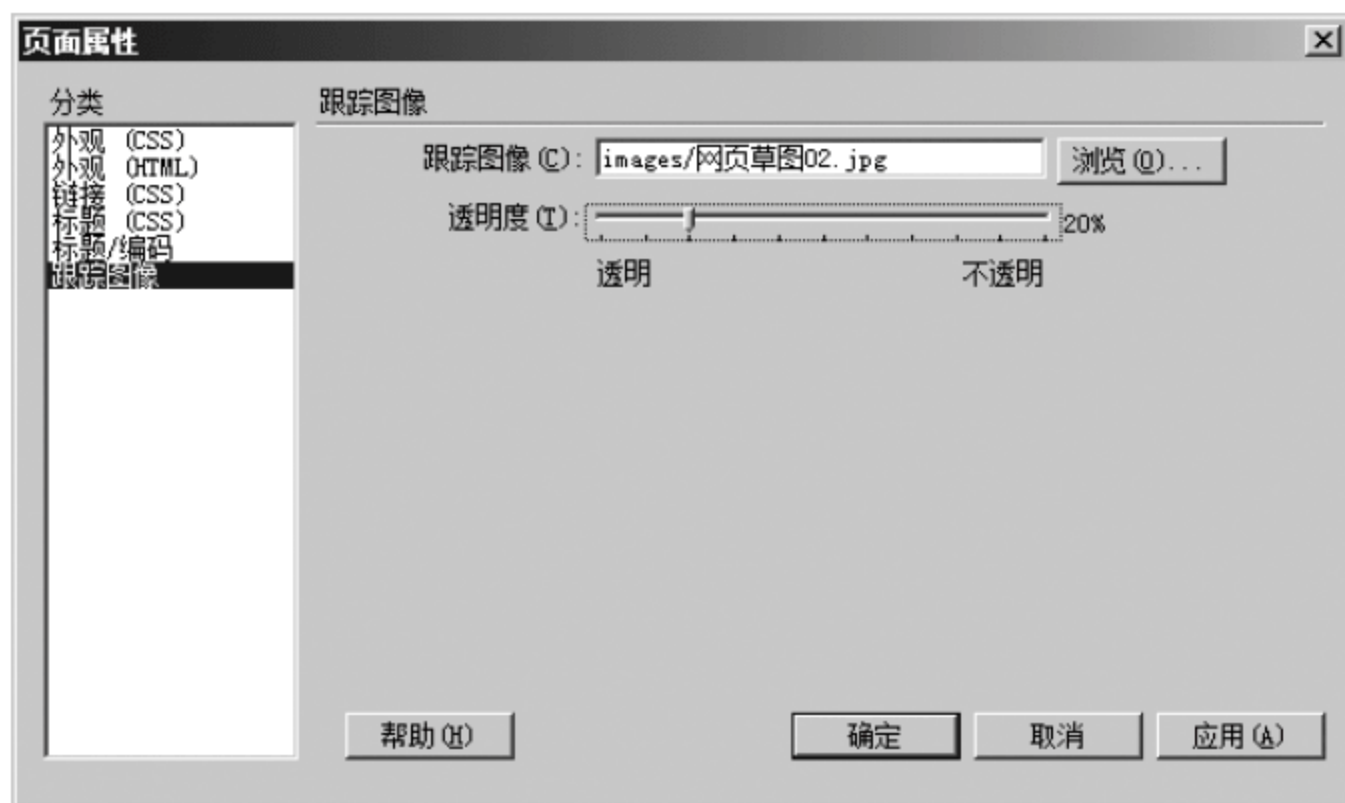 页面属性
分类
外观 (CSS)
外观 (HTML)
链接 (CSS)
标题 (CSS)
标题/编码
跟踪图像
跟踪图像
跟踪图像(C): images/网页草图02.jpg 浏览(O)...
透明度(T): 20%
透明 不透明
帮助(H) 确定 取消 应用(A)